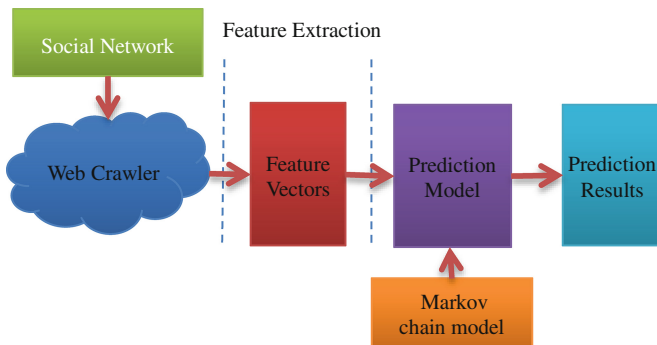 Social Network
Feature Extraction
Web Crawler
Feature
Vectors
Prediction
Model
Prediction
Results
Markov
chain model